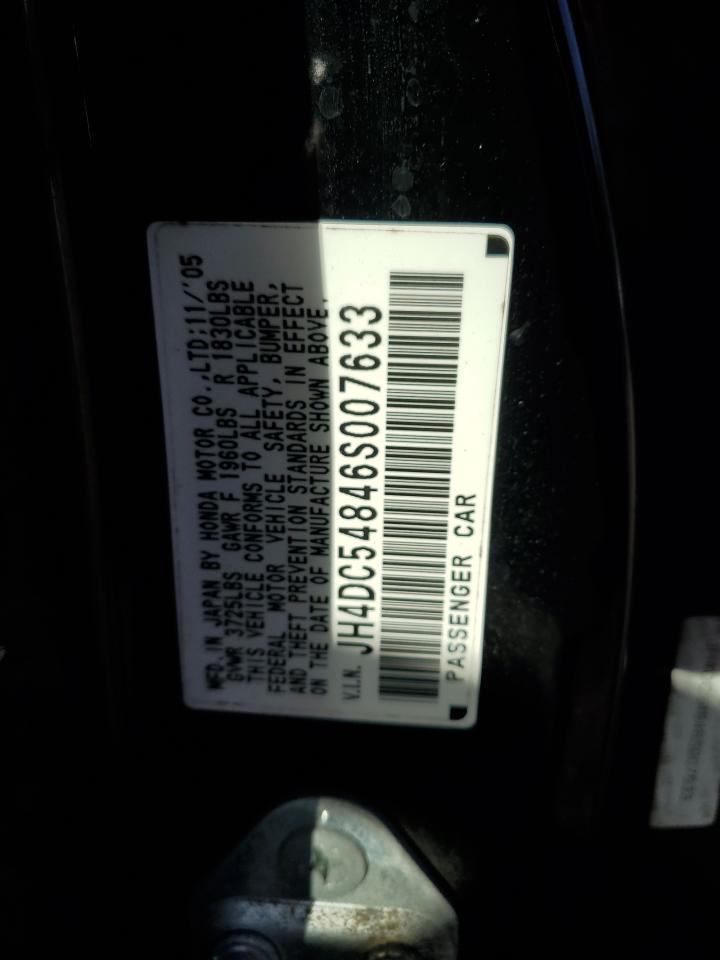 MFD. IN JAPAN BY HONDA MOTOR CO.,LTD:11/'05
GVWR 3725LBS GAWR F 1960LBS R 1830LBS
THIS VEHICLE CONFORMS TO ALL APPLICABLE
FEDERAL MOTOR VEHICLE SAFETY, BUMPER,
AND THEFT PREVENTION STANDARDS IN EFFECT
ON THE DATE OF MANUFACTURE SHOWN ABOVE.
V.I.N. JH4DC54846S007633
PASSENGER CAR